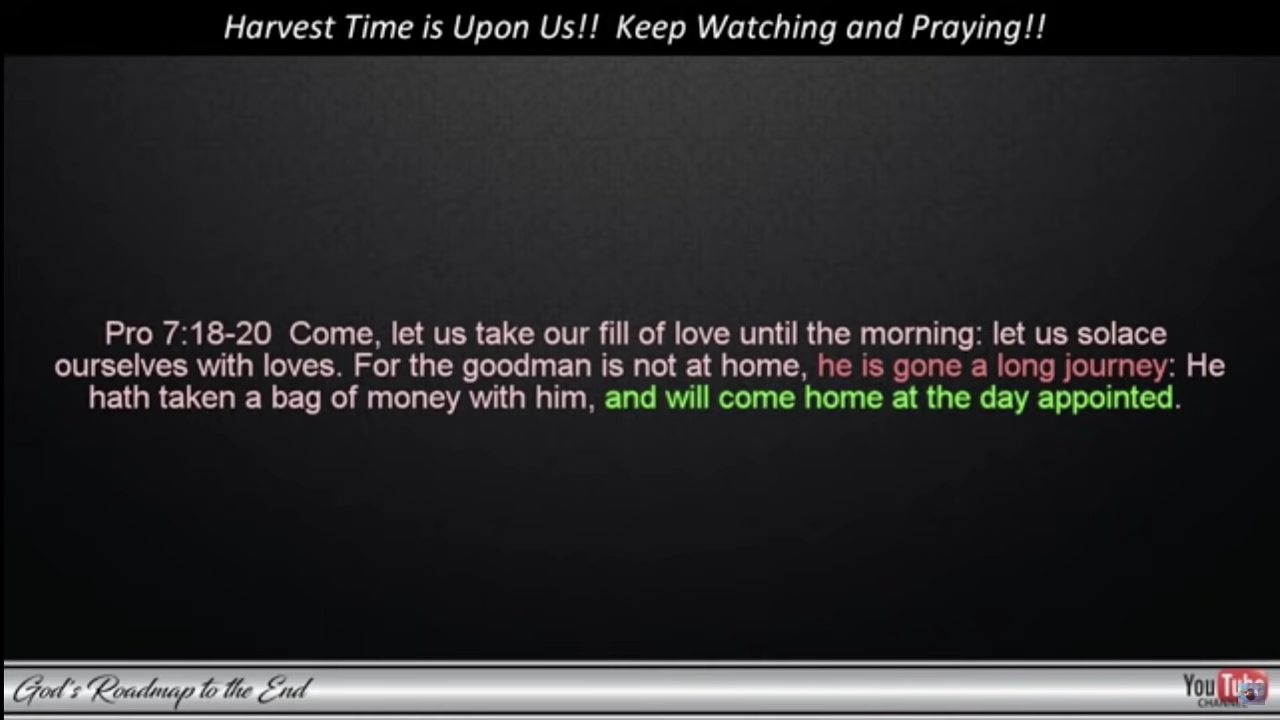 Harvest Time is Upon Us!!  Keep Watching and Praying!!
Pro 7:18-20  Come, let us take our fill of love until the morning: let us solace
ourselves with loves. For the goodman is not at home, he is gone a long journey: He
hath taken a bag of money with him, and will come home at the day appointed.
God's Roadmap to the End
YouTube
CHANNEL